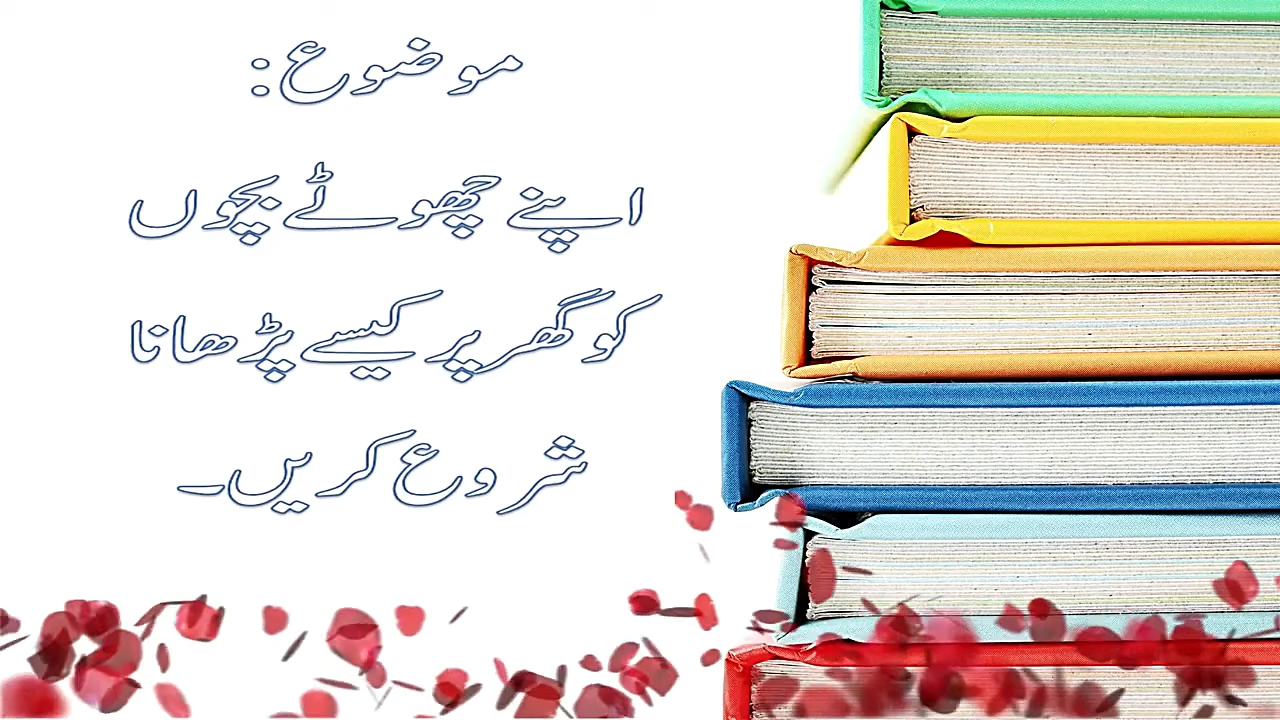 موضوع:
اپنے چھوٹے بچوں
کو گھر پر کیسے پڑھانا
شروع کریں۔